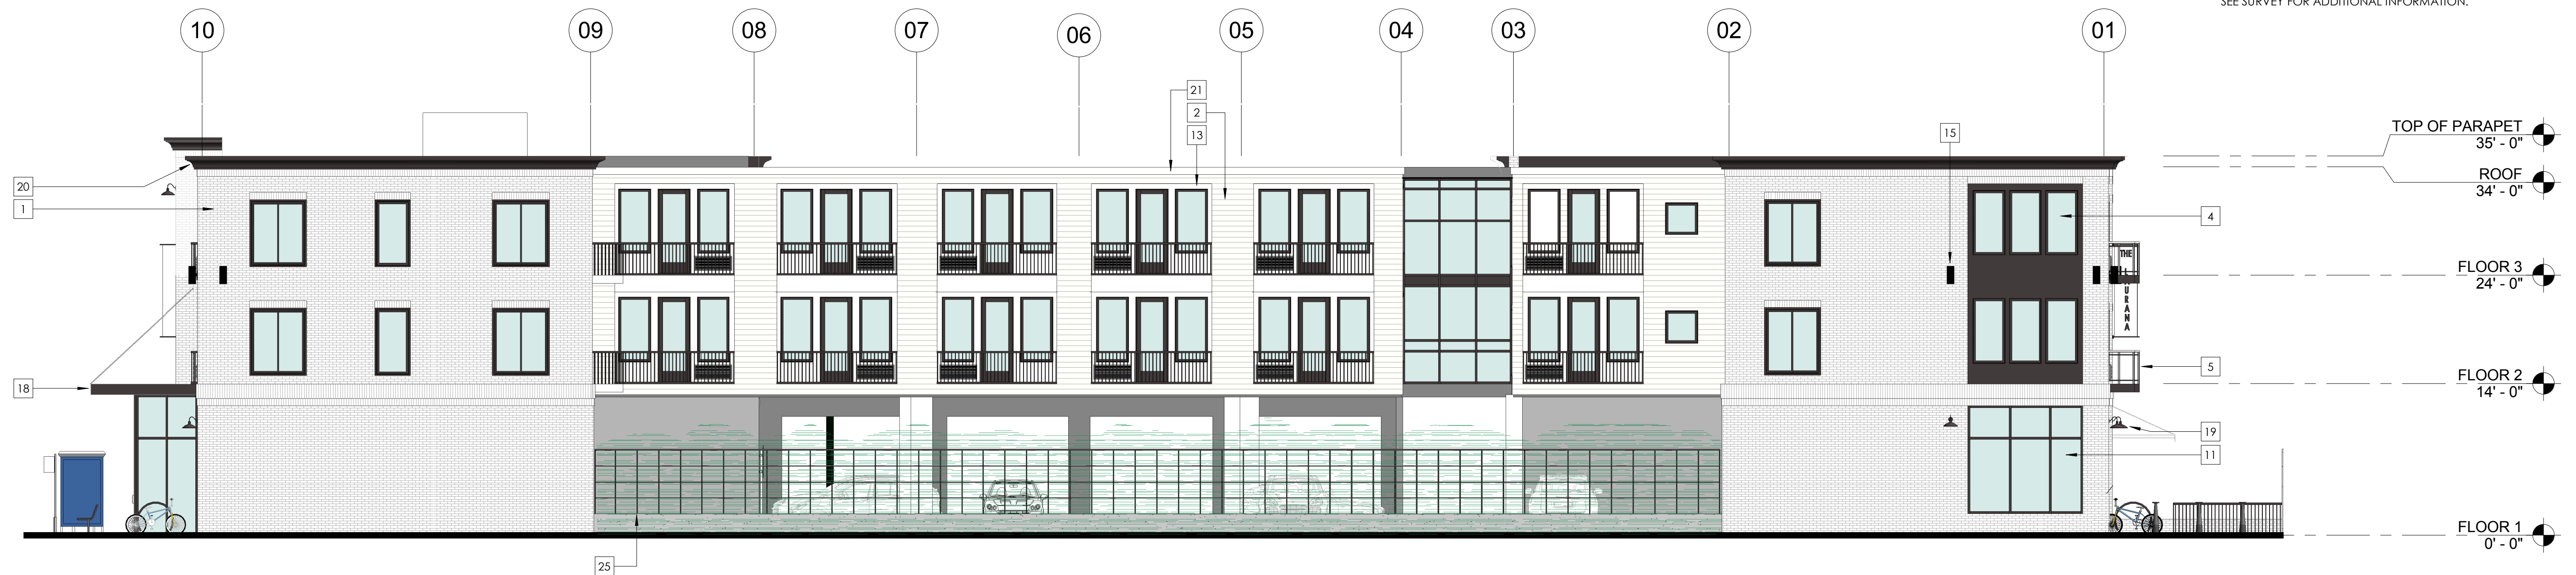 SEE SURVEY FOR ADDITIONAL INFORMATION.
10
09
08
07
06
05
04
03
02
01
21
2
13
15
TOP OF PARAPET
35' - 0"
ROOF
34' - 0"
20
1
4
THE
FLOOR 3
24' - 0"
18
5
FLOOR 2
14' - 0"
19
11
FLOOR 1
0' - 0"
25